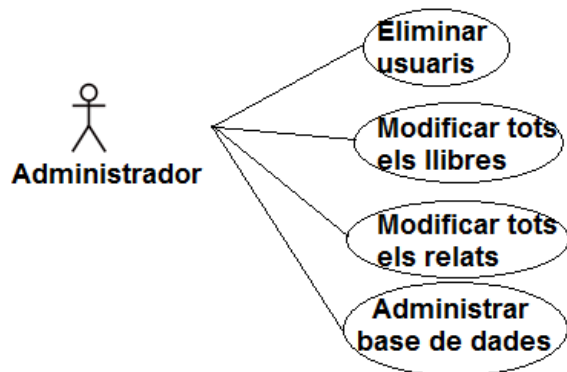 Eliminar
usuaris
Modificar tots
els llibres
Administrador
Modificar tots
els relats
Administrar
base de dades